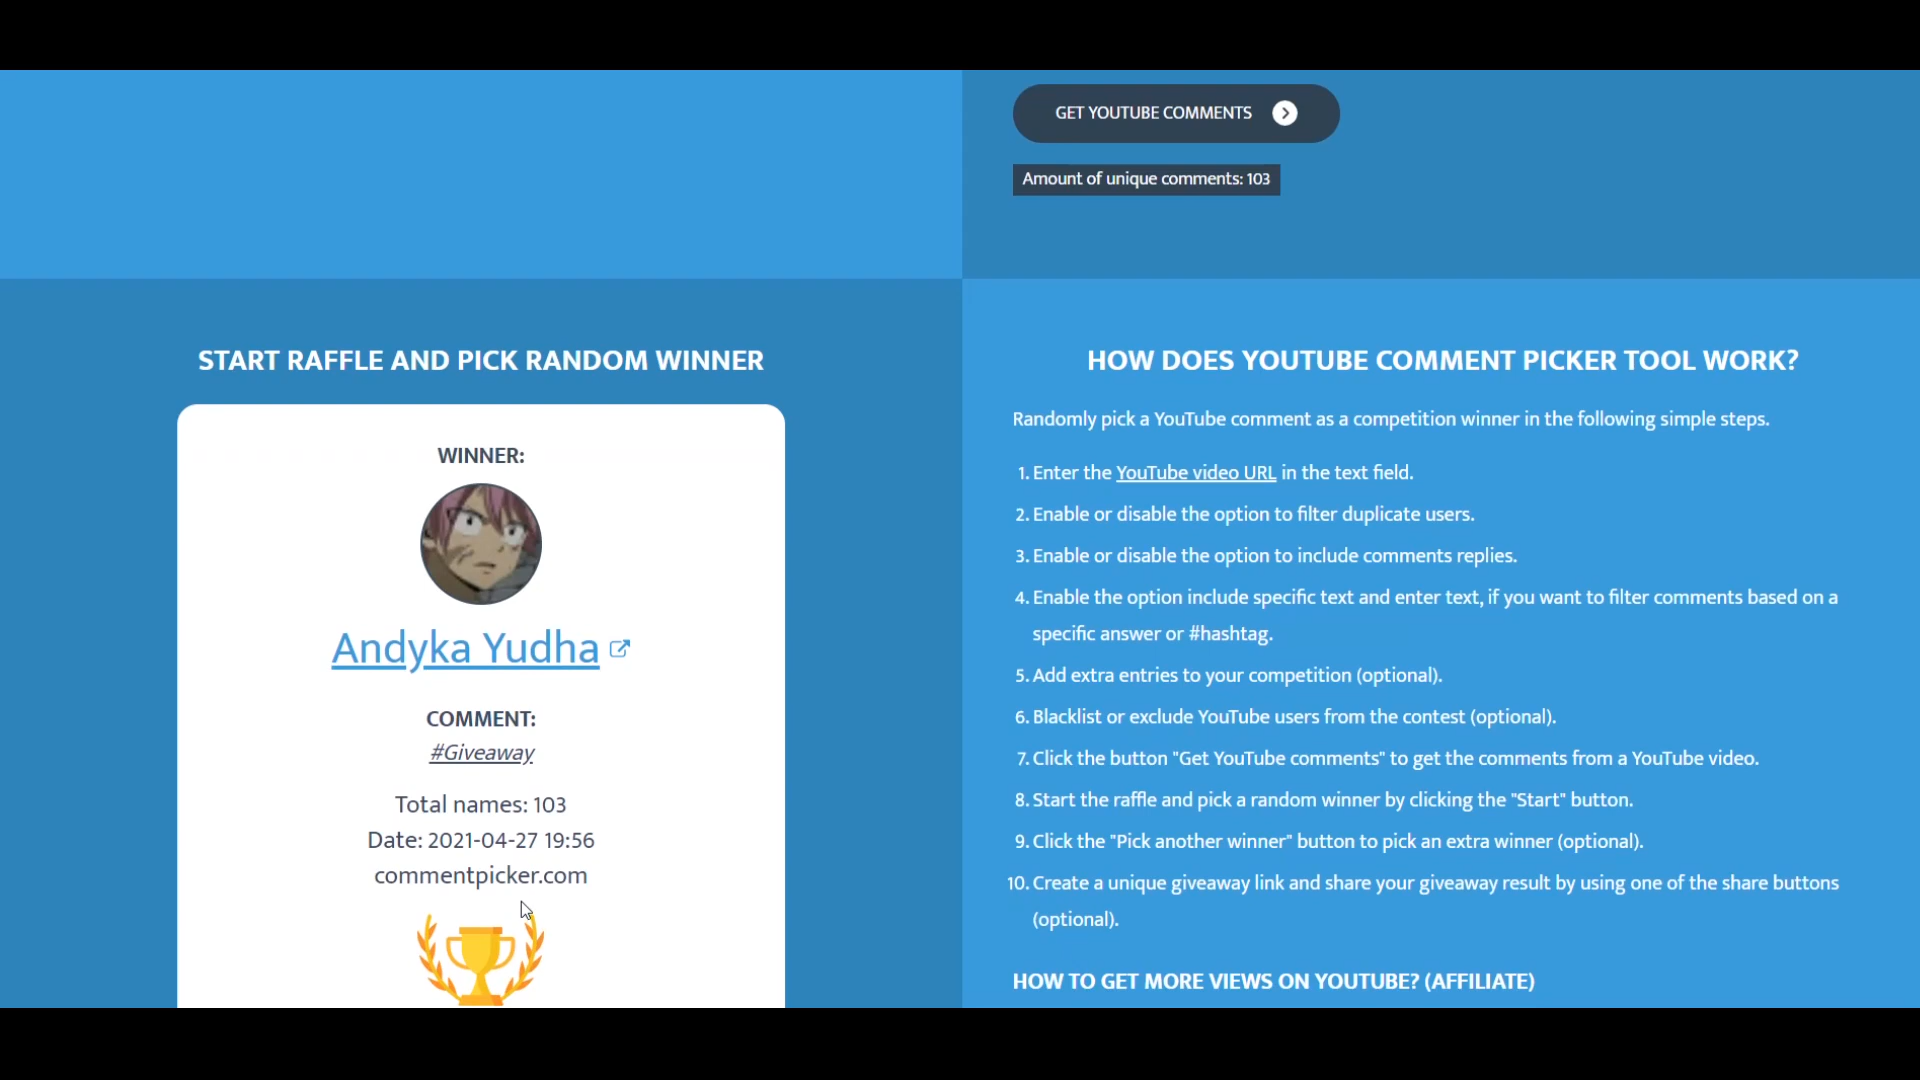 GET YOUTUBE COMMENTS
Amount of unique comments: 103
START RAFFLE AND PICK RANDOM WINNER
WINNER:
Andyka Yudha
COMMENT:
#Giveaway
Total names: 103
Date: 2021-04-27 19:56
commentpicker.com
HOW DOES YOUTUBE COMMENT PICKER TOOL WORK?
Randomly pick a YouTube comment as a competition winner in the following simple steps.
1. Enter the YouTube video URL in the text field.
2. Enable or disable the option to filter duplicate users.
3. Enable or disable the option to include comments replies.
4. Enable the option include specific text and enter text, if you want to filter comments based on a
specific answer or #hashtag.
5. Add extra entries to your competition (optional).
6. Blacklist or exclude YouTube users from the contest (optional).
7. Click the button "Get YouTube comments" to get the comments from a YouTube video.
8. Start the raffle and pick a random winner by clicking the "Start" button.
9. Click the "Pick another winner" button to pick an extra winner (optional).
10. Create a unique giveaway link and share your giveaway result by using one of the share buttons
(optional).
HOW TO GET MORE VIEWS ON YOUTUBE? (AFFILIATE)